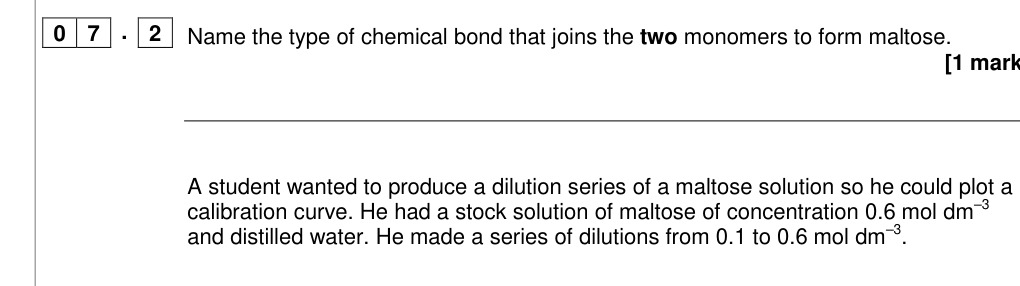 07.2 Name the type of chemical bond that joins the two monomers to form maltose.
[1 mark
A student wanted to produce a dilution series of a maltose solution so he could plot a
calibration curve. He had a stock solution of maltose of concentration 0.6 mol dm⁻³
and distilled water. He made a series of dilutions from 0.1 to 0.6 mol dm⁻³.